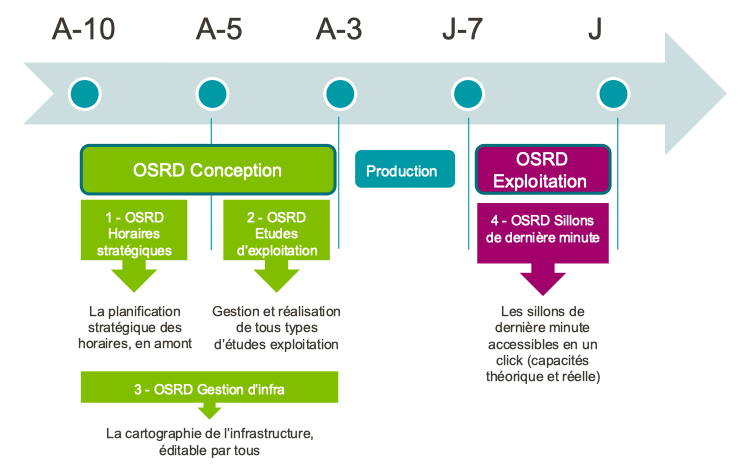 A-10
A-5
A-3
J-7
J
OSRD Conception
Production
OSRD
Exploitation
1 - OSRD
Horaires
stratégiques
2 - OSRD
Etudes
d'exploitation
4 - OSRD Sillons
de dernière minute
La planification
stratégique des
horaires, en amont
Gestion et réalisation
de tous types
d'études exploitation
Les sillons de
dernière minute
accessibles en un
click (capacités
théorique et réelle)
3 - OSRD Gestion d'infra
La cartographie de l'infrastructure,
éditable par tous